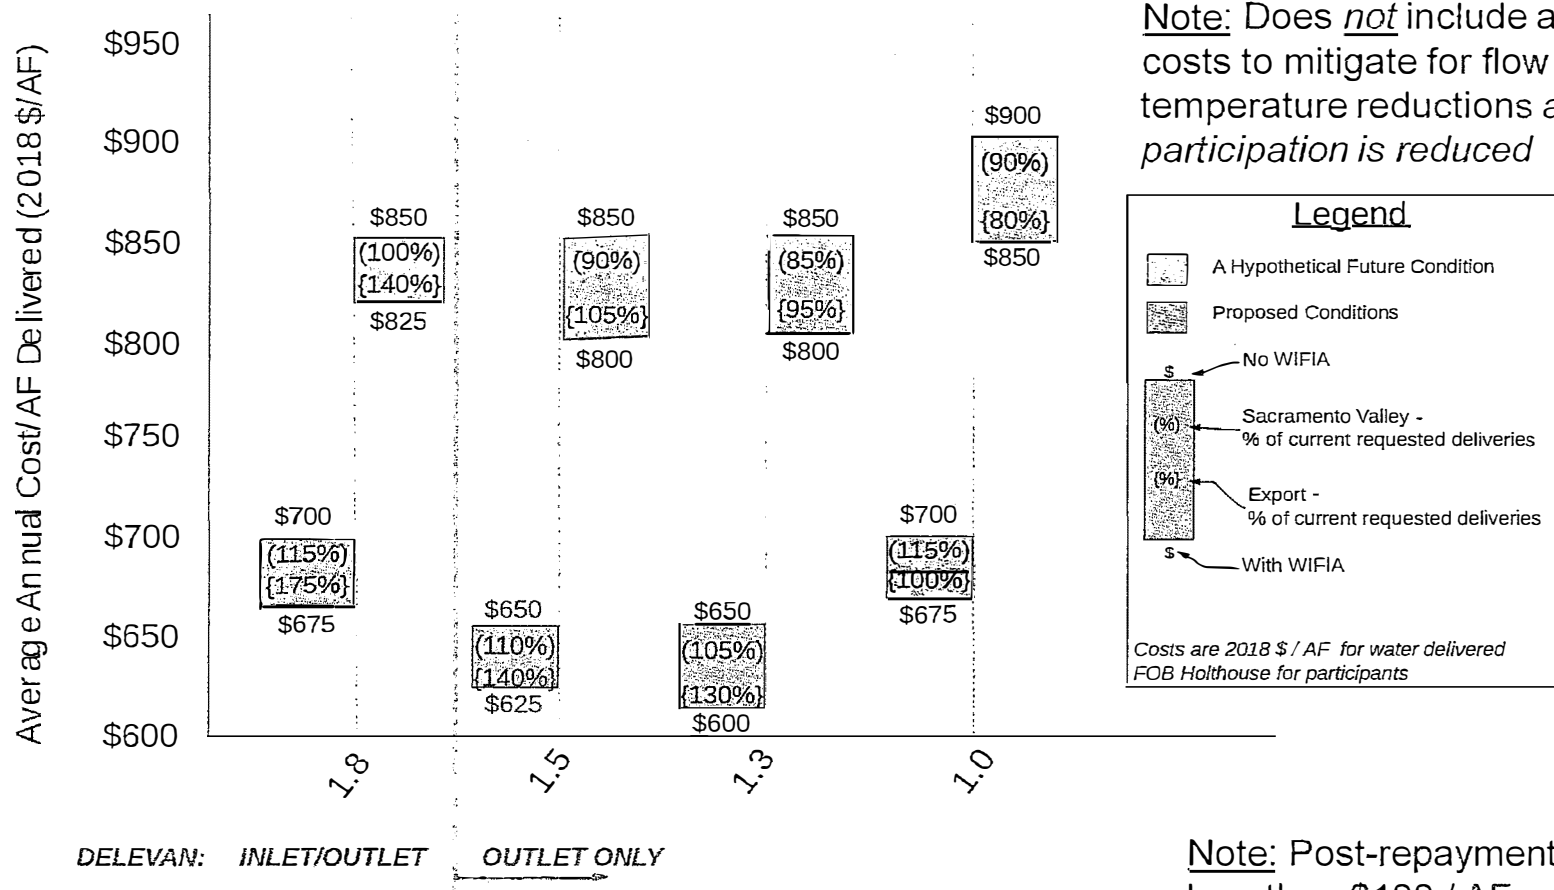 Average Annual Cost/AF Delivered (2018 $/AF)
$950
$900
$850
$800
$750
$700
$650
$600
$700
(115%)
{175%}
$675
$850
(100%)
{140%}
$825
$650
(110%)
{140%}
$625
$850
(90%)
{105%}
$800
$650
(105%)
{130%}
$600
$850
(85%)
{95%}
$800
$700
(115%)
{100%}
$675
$900
(90%)
{80%}
$850
1.8
1.5
1.3
1.0
DELEVAN: INLET/OUTLET OUTLET ONLY
Note: Does not include a
costs to mitigate for flow
temperature reductions a
participation is reduced
Legend
A Hypothetical Future Condition
Proposed Conditions
$
No WIFIA
(%)
Sacramento Valley -
% of current requested deliveries
{%}
Export -
% of current requested deliveries
$
With WIFIA
Costs are 2018 $ / AF for water delivered
FOB Holthouse for participants
Note: Post-repayment